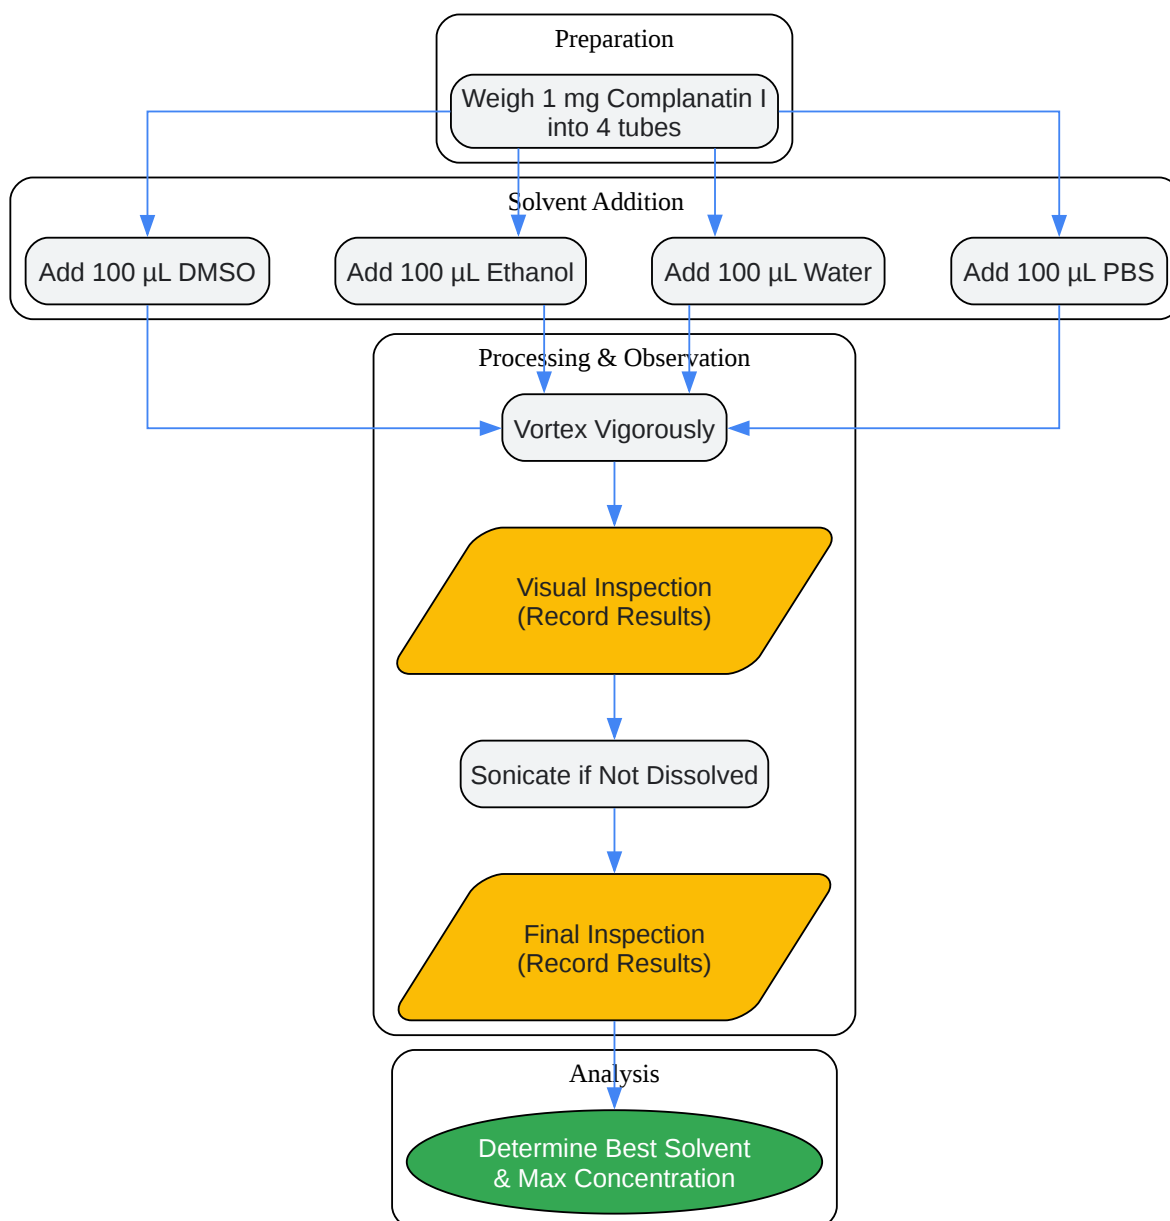 Preparation
Weigh 1 mg Complanatin I
into 4 tubes
Solvent Addition
Add 100 µL DMSO
Add 100 µL Ethanol
Add 100 µL Water
Add 100 µL PBS
Processing & Observation
Vortex Vigorously
Visual Inspection
(Record Results)
Sonicate if Not Dissolved
Final Inspection
(Record Results)
Analysis
Determine Best Solvent
& Max Concentration